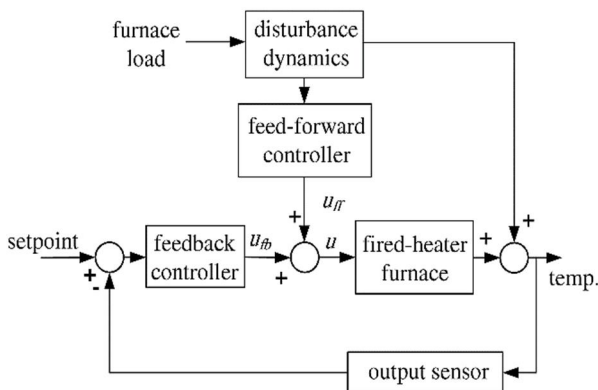 furnace
load
disturbance
dynamics
feed-forward
controller
u_ff
+
+
setpoint
+
-
feedback
controller
u_fb
+
u
fired-heater
furnace
+
temp.
output sensor